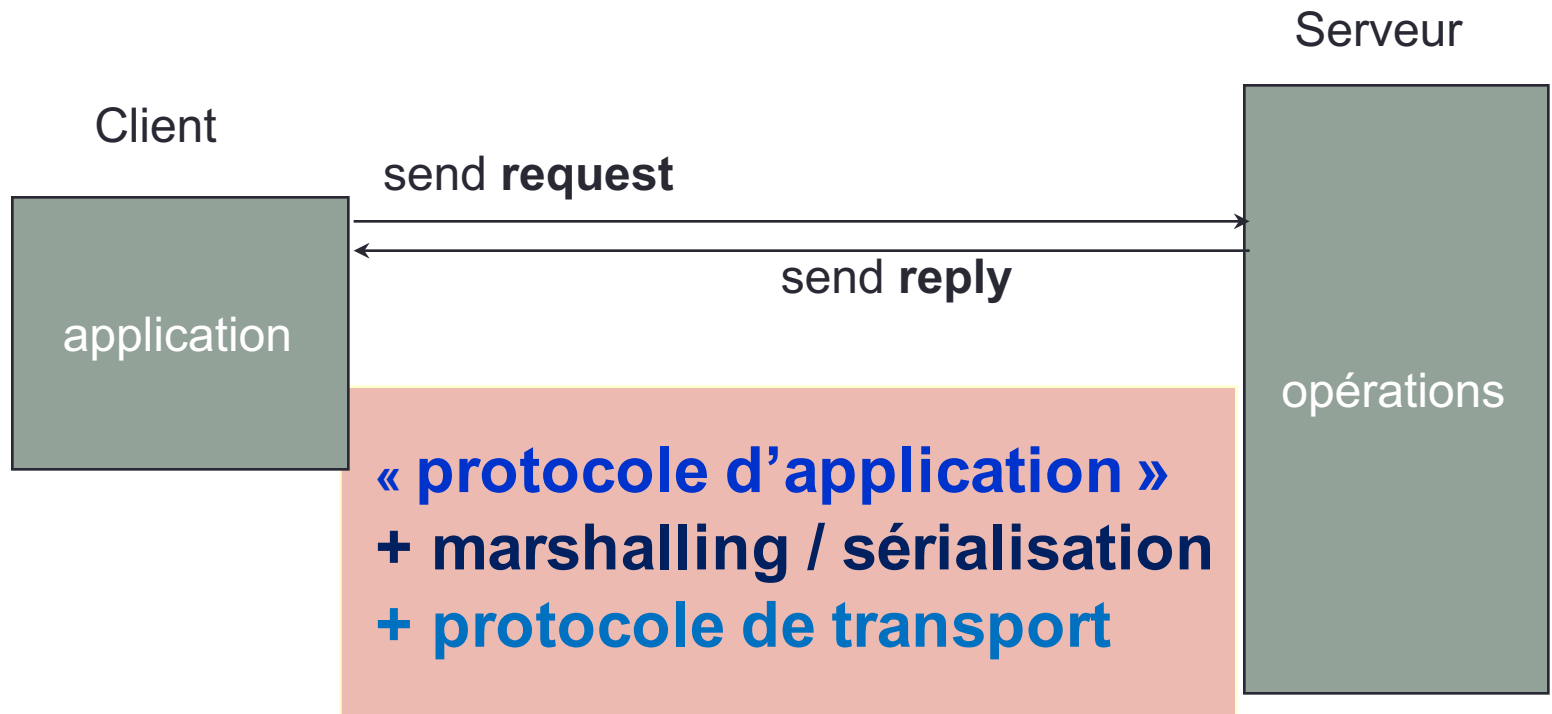 Serveur
Client
send request
send reply
application
opérations
« protocole d’application »
+ marshalling / sérialisation
+ protocole de transport